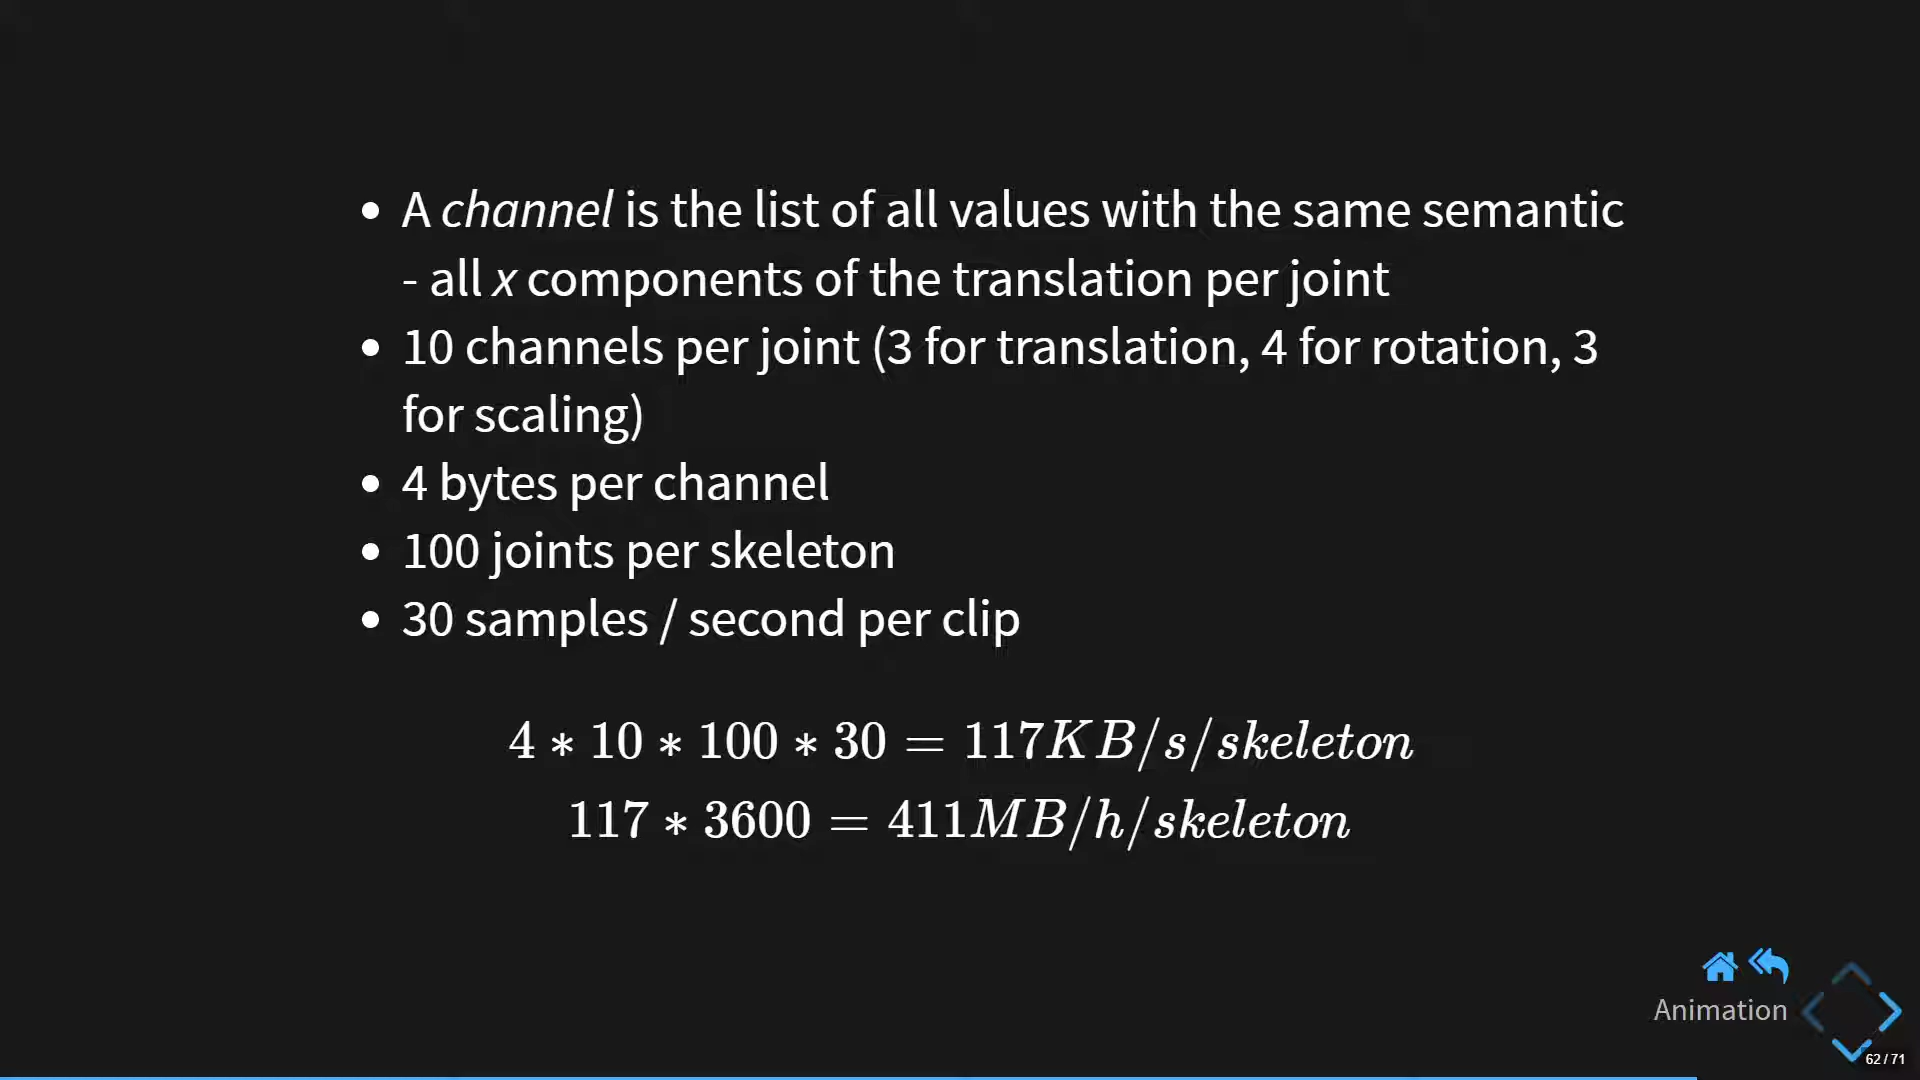 • A channel is the list of all values with the same semantic
- all x components of the translation per joint
• 10 channels per joint (3 for translation, 4 for rotation, 3
for scaling)
• 4 bytes per channel
• 100 joints per skeleton
• 30 samples / second per clip
4 ∗ 10 ∗ 100 ∗ 30 = 117KB/s/skeleton
117 ∗ 3600 = 411MB/h/skeleton
Animation
62 / 71